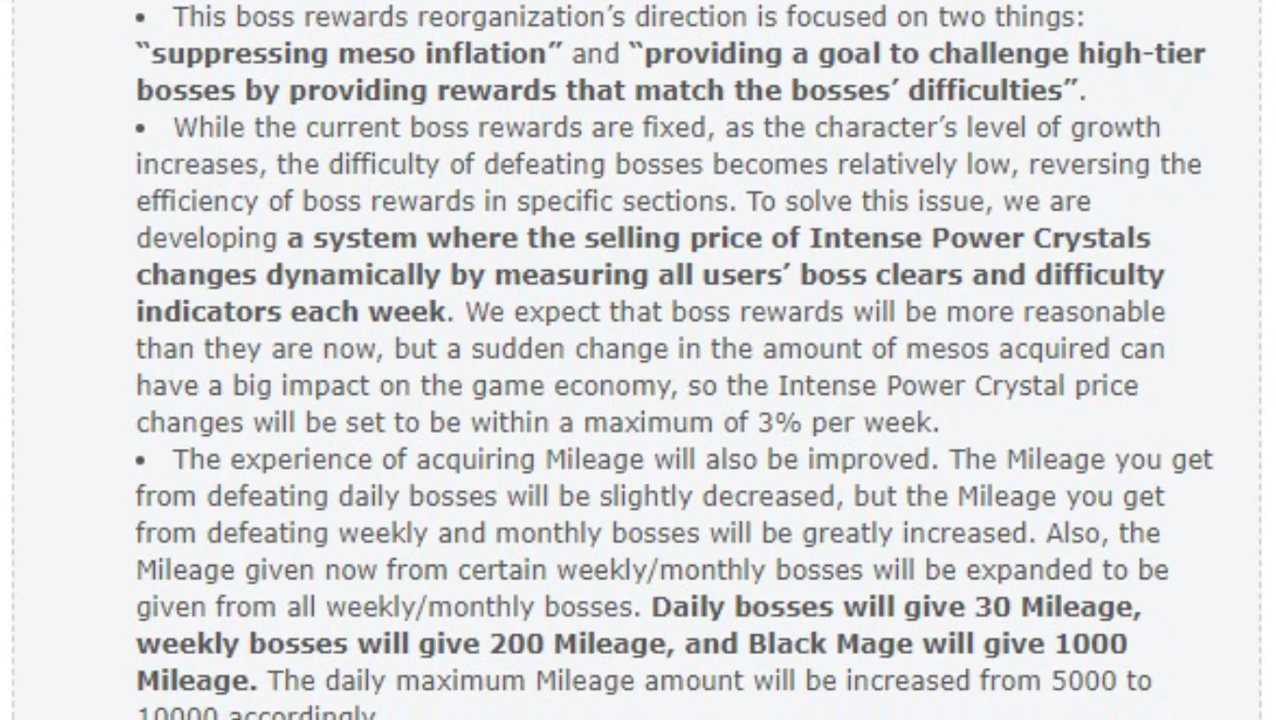 • This boss rewards reorganization’s direction is focused on two things:
“suppressing meso inflation” and “providing a goal to challenge high-tier
bosses by providing rewards that match the bosses’ difficulties”.
• While the current boss rewards are fixed, as the character’s level of growth
increases, the difficulty of defeating bosses becomes relatively low, reversing the
efficiency of boss rewards in specific sections. To solve this issue, we are
developing a system where the selling price of Intense Power Crystals
changes dynamically by measuring all users’ boss clears and difficulty
indicators each week. We expect that boss rewards will be more reasonable
than they are now, but a sudden change in the amount of mesos acquired can
have a big impact on the game economy, so the Intense Power Crystal price
changes will be set to be within a maximum of 3% per week.
• The experience of acquiring Mileage will also be improved. The Mileage you get
from defeating daily bosses will be slightly decreased, but the Mileage you get
from defeating weekly and monthly bosses will be greatly increased. Also, the
Mileage given now from certain weekly/monthly bosses will be expanded to be
given from all weekly/monthly bosses. Daily bosses will give 30 Mileage,
weekly bosses will give 200 Mileage, and Black Mage will give 1000
Mileage. The daily maximum Mileage amount will be increased from 5000 to
10000 accordingly.